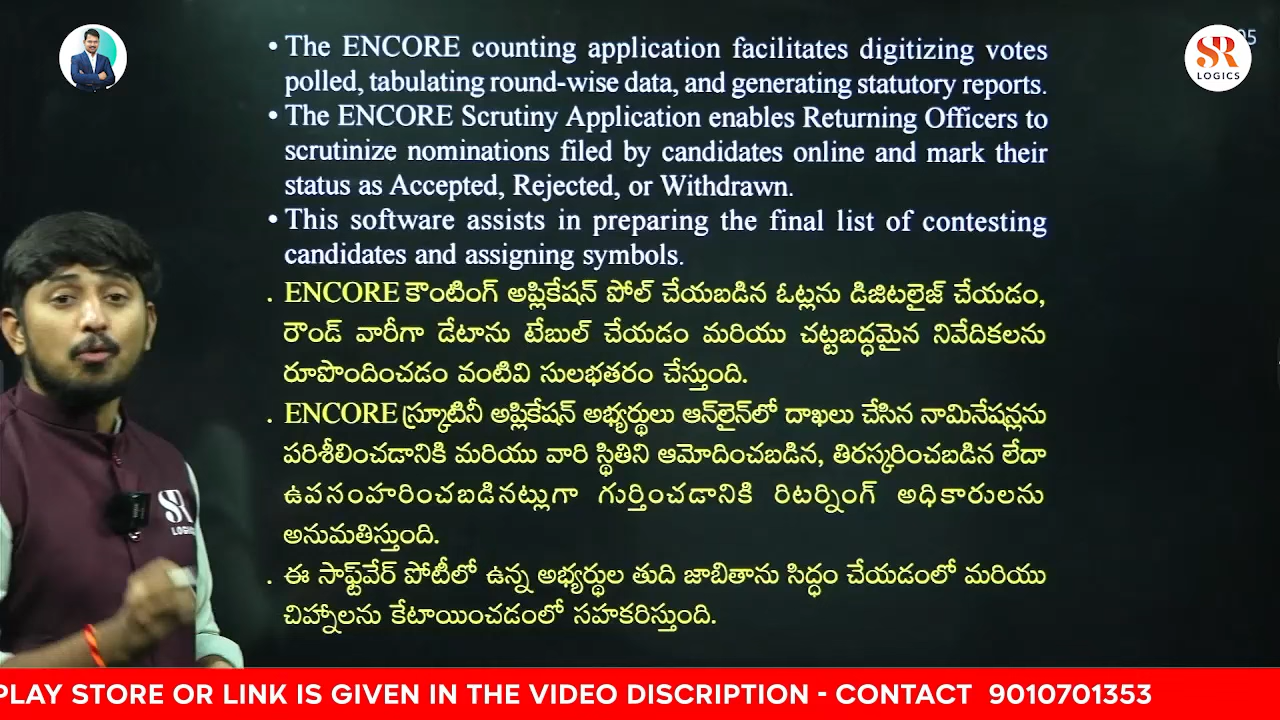 • The ENCORE counting application facilitates digitizing votes
polled, tabulating round-wise data, and generating statutory reports.
• The ENCORE Scrutiny Application enables Returning Officers to
scrutinize nominations filed by candidates online and mark their
status as Accepted, Rejected, or Withdrawn.
• This software assists in preparing the final list of contesting
candidates and assigning symbols.
. ENCORE కౌంటింగ్ అప్లికేషన్ పోల్ చేయబడిన ఓట్లను డిజిటలైజ్ చేయడం,
రౌండ్ వారీగా డేటాను టేబుల్ చేయడం మరియు చట్టబద్ధమైన నివేదికలను
రూపొందించడం వంటివి సులభతరం చేస్తుంది.
. ENCORE స్క్రూటినీ అప్లికేషన్ అభ్యర్థులు ఆన్‌లైన్‌లో దాఖలు చేసిన నామినేషన్లను
పరిశీలించడానికి మరియు వారి స్థితిని ఆమోదించబడిన, తిరస్కరించబడిన లేదా
ఉపసంహరించబడినట్లుగా గుర్తించడానికి రిటర్నింగ్ అధికారులను
అనుమతిస్తుంది.
. ఈ సాఫ్ట్‌వేర్ పోటీలో ఉన్న అభ్యర్థుల తుది జాబితాను సిద్ధం చేయడంలో మరియు
చిహ్నాలను కేటాయించడంలో సహకరిస్తుంది.
SR
LOGICS
SR
LOGICS
PLAY STORE OR LINK IS GIVEN IN THE VIDEO DISCRIPTION - CONTACT 9010701353